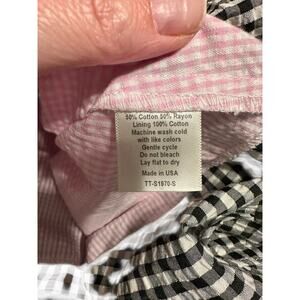 50% Cotton 50% Rayon
Lining 100% Cotton
Machine wash cold
with like colors
Gentle cycle
Do not bleach
Lay flat to dry
Made in USA
TT-S1970-S